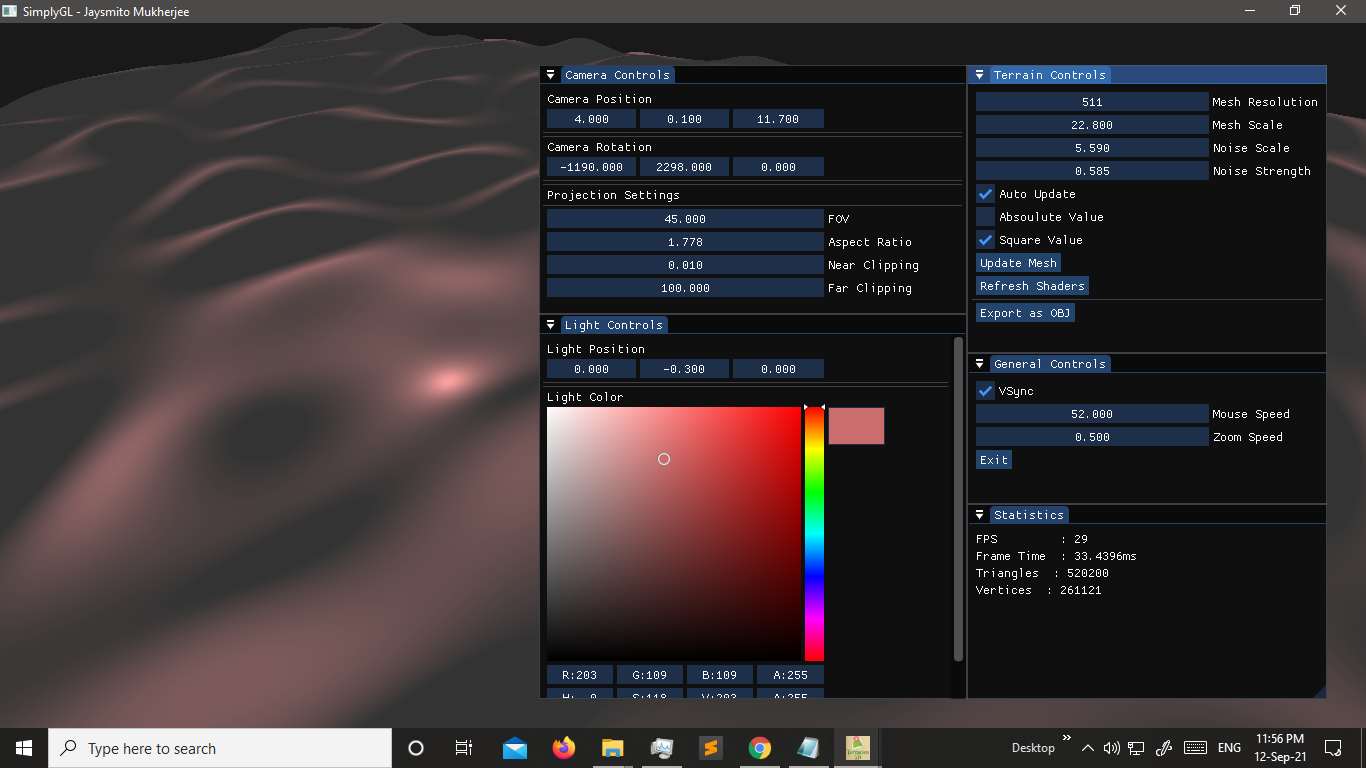 SimplyGL - Jaysmito Mukherjee
Camera Controls
Camera Position
4.000 0.100 11.700
Camera Rotation
-1190.000 2298.000 0.000
Projection Settings
45.000 FOV
1.778 Aspect Ratio
0.010 Near Clipping
100.000 Far Clipping
Light Controls
Light Position
0.000 -0.300 0.000
Light Color
R:203 G:109 B:109 A:255
H: 0 S:118 V:203 A:255
Terrain Controls
511 Mesh Resolution
22.800 Mesh Scale
5.590 Noise Scale
0.585 Noise Strength
Auto Update
Absoulute Value
Square Value
Update Mesh
Refresh Shaders
Export as OBJ
General Controls
VSync
52.000 Mouse Speed
0.500 Zoom Speed
Exit
Statistics
FPS : 29
Frame Time : 33.4396ms
Triangles : 520200
Vertices : 261121
Type here to search
Desktop
ENG
11:56 PM
12-Sep-21